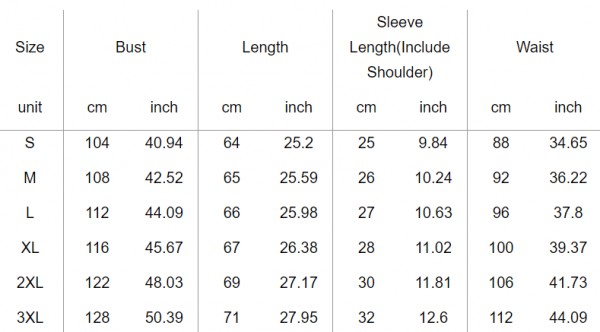 Size Bust Length Sleeve Length(Include Shoulder) Waist
unit cm inch cm inch cm inch cm inch
S 104 40.94 64 25.2 25 9.84 88 34.65
M 108 42.52 65 25.59 26 10.24 92 36.22
L 112 44.09 66 25.98 27 10.63 96 37.8
XL 116 45.67 67 26.38 28 11.02 100 39.37
2XL 122 48.03 69 27.17 30 11.81 106 41.73
3XL 128 50.39 71 27.95 32 12.6 112 44.09